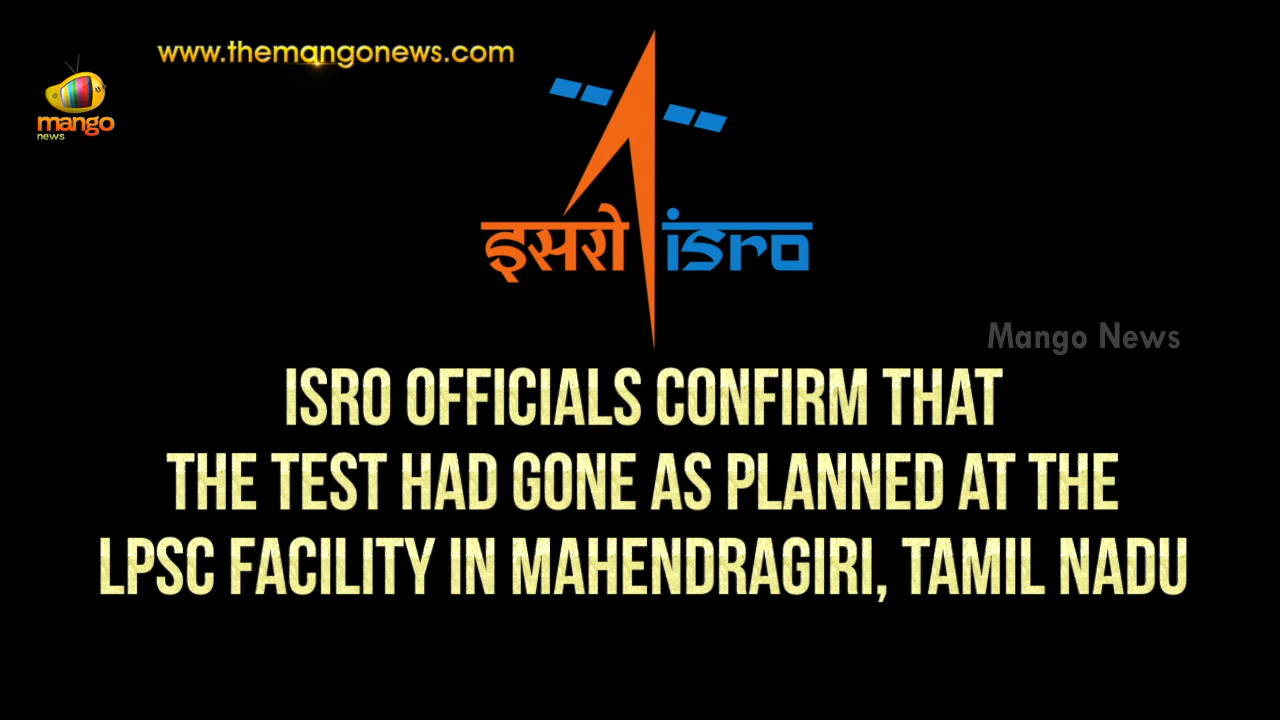 www.themangonews.com
mango
news
इसरो isro
Mango News
ISRO OFFICIALS CONFIRM THAT
THE TEST HAD GONE AS PLANNED AT THE
LPSC FACILITY IN MAHENDRAGIRI, TAMIL NADU